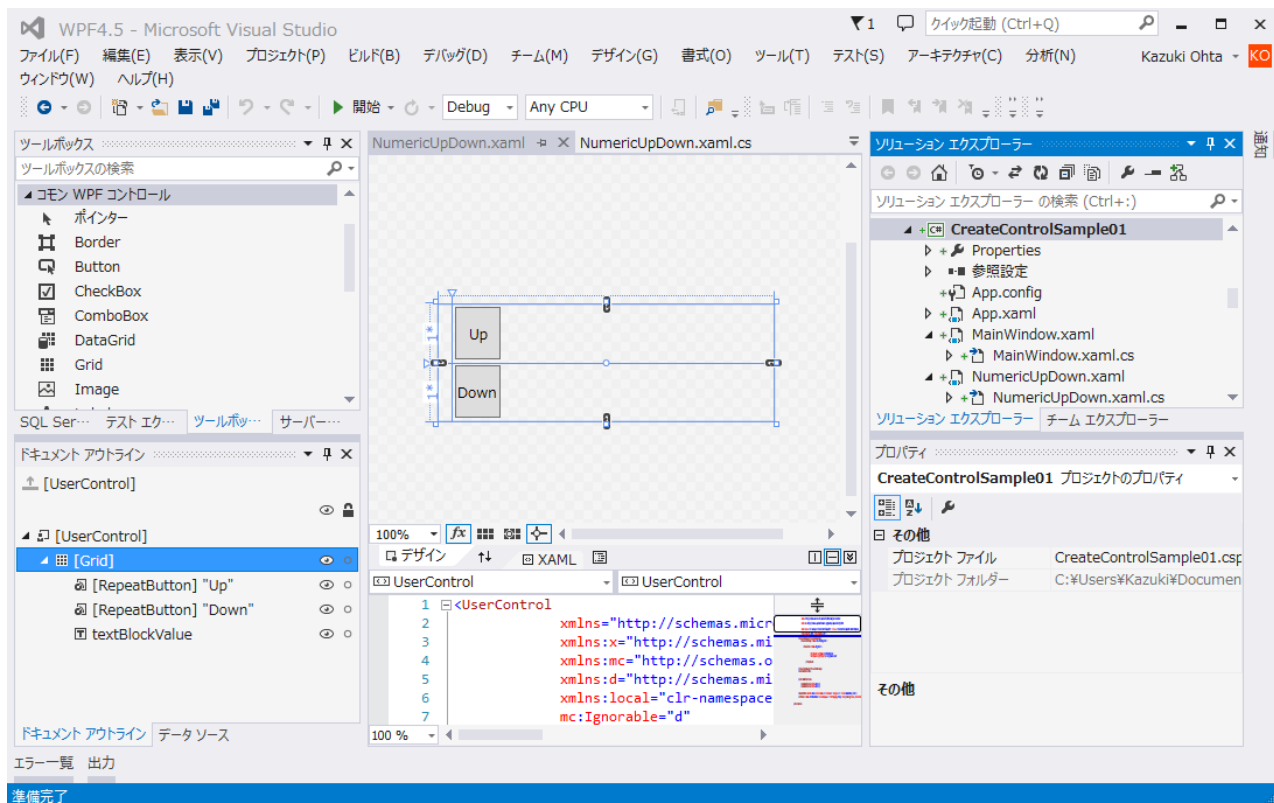 WPF4.5 - Microsoft Visual Studio
1
クイック起動 (Ctrl+Q)
ファイル(F) 編集(E) 表示(V) プロジェクト(P) ビルド(B) デバッグ(D) チーム(M) デザイン(G) 書式(O) ツール(T) テスト(S) アーキテクチャ(C) 分析(N) Kazuki Ohta KO
ウィンドウ(W) ヘルプ(H)
開始 Debug Any CPU
ツールボックス
ツールボックスの検索
コモン WPF コントロール
ポインター
Border
Button
CheckBox
ComboBox
DataGrid
Grid
Image
SQL Ser… テスト エク… ツールボッ… サーバー…
ドキュメント アウトライン
[UserControl]
[UserControl]
[Grid]
[RepeatButton] "Up"
[RepeatButton] "Down"
textBlockValue
ドキュメント アウトライン データ ソース
NumericUpDown.xaml NumericUpDown.xaml.cs
1*
Up
1*
Down
100% fx
デザイン XAML
UserControl UserControl
1 <UserControl
2 xmlns="http://schemas.micr
3 xmlns:x="http://schemas.mi
4 xmlns:mc="http://schemas.o
5 xmlns:d="http://schemas.mi
6 xmlns:local="clr-namespace
7 mc:Ignorable="d"
100 %
ソリューション エクスプローラー
ソリューション エクスプローラー の検索 (Ctrl+:)
C# CreateControlSample01
Properties
参照設定
App.config
App.xaml
MainWindow.xaml
MainWindow.xaml.cs
NumericUpDown.xaml
NumericUpDown.xaml.cs
ソリューション エクスプローラー チーム エクスプローラー
プロパティ
CreateControlSample01 プロジェクトのプロパティ
その他
プロジェクト ファイル CreateControlSample01.csp
プロジェクト フォルダー C:¥Users¥Kazuki¥Documen
その他
通知
エラー一覧 出力
準備完了